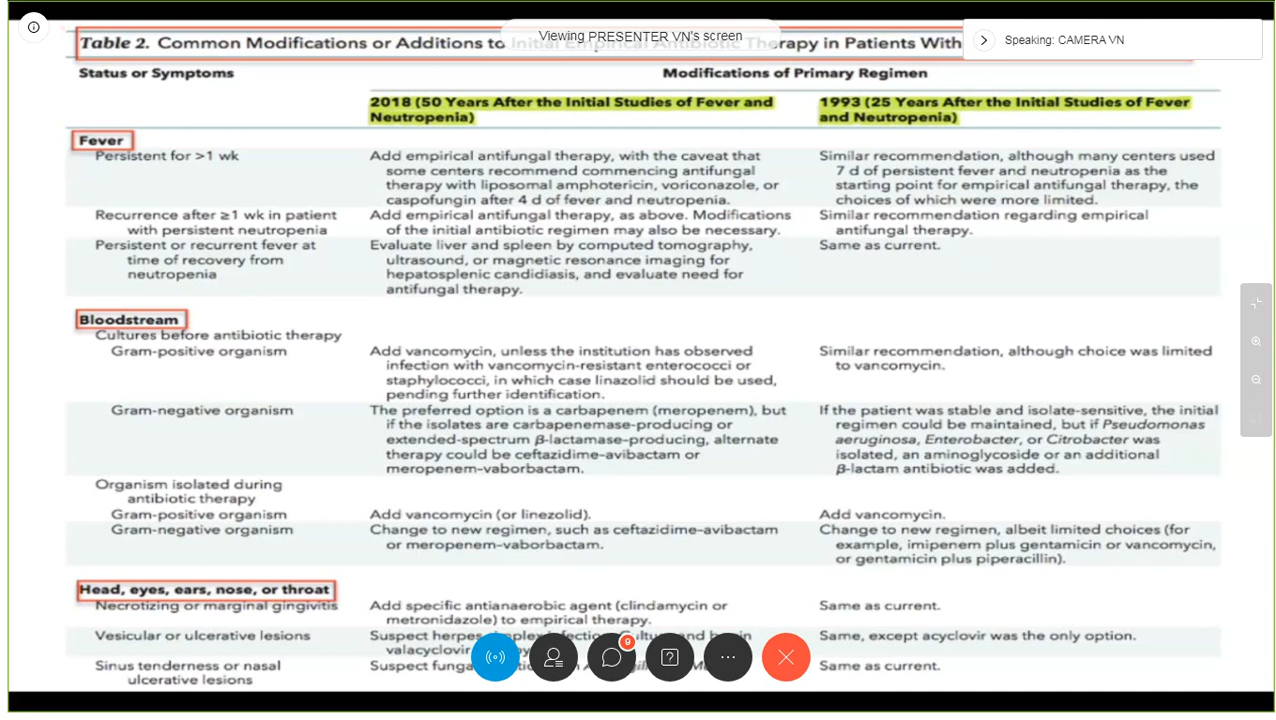 Viewing PRESENTER VN's screen
Speaking: CAMERA VN
Table 2. Common Modifications or Additions to Initial Empirical Antibiotic Therapy in Patients With
Status or Symptoms
Modifications of Primary Regimen
2018 (50 Years After the Initial Studies of Fever and
Neutropenia)
1993 (25 Years After the Initial Studies of Fever
and Neutropenia)
Fever
Persistent for >1 wk
Add empirical antifungal therapy, with the caveat that
some centers recommend commencing antifungal
therapy with liposomal amphotericin, voriconazole, or
caspofungin after 4 d of fever and neutropenia.
Similar recommendation, although many centers used
7 d of persistent fever and neutropenia as the
starting point for empirical antifungal therapy, the
choices of which were more limited.
Recurrence after ≥1 wk in patient
with persistent neutropenia
Add empirical antifungal therapy, as above. Modifications
of the initial antibiotic regimen may also be necessary.
Similar recommendation regarding empirical
antifungal therapy.
Persistent or recurrent fever at
time of recovery from
neutropenia
Evaluate liver and spleen by computed tomography,
ultrasound, or magnetic resonance imaging for
hepatosplenic candidiasis, and evaluate need for
antifungal therapy.
Same as current.
Bloodstream
Cultures before antibiotic therapy
Gram-positive organism
Add vancomycin, unless the institution has observed
infection with vancomycin-resistant enterococci or
staphylococci, in which case linazolid should be used,
pending further identification.
Similar recommendation, although choice was limited
to vancomycin.
Gram-negative organism
The preferred option is a carbapenem (meropenem), but
if the isolates are carbapenemase-producing or
extended-spectrum β-lactamase-producing, alternate
therapy could be ceftazidime–avibactam or
meropenem–vaborbactam.
If the patient was stable and isolate-sensitive, the initial
regimen could be maintained, but if Pseudomonas
aeruginosa, Enterobacter, or Citrobacter was
isolated, an aminoglycoside or an additional
β-lactam antibiotic was added.
Organism isolated during
antibiotic therapy
Gram-positive organism
Add vancomycin (or linezolid).
Add vancomycin.
Gram-negative organism
Change to new regimen, such as ceftazidime–avibactam
or meropenem–vaborbactam.
Change to new regimen, albeit limited choices (for
example, imipenem plus gentamicin or vancomycin,
or gentamicin plus piperacillin).
Head, eyes, ears, nose, or throat
Necrotizing or marginal gingivitis
Add specific antianaerobic agent (clindamycin or
metronidazole) to empirical therapy.
Same as current.
Vesicular or ulcerative lesions
Suspect herpes
valacyclovir
Same, except acyclovir was the only option.
Sinus tenderness or nasal
ulcerative lesions
Suspect
Same as current.
9